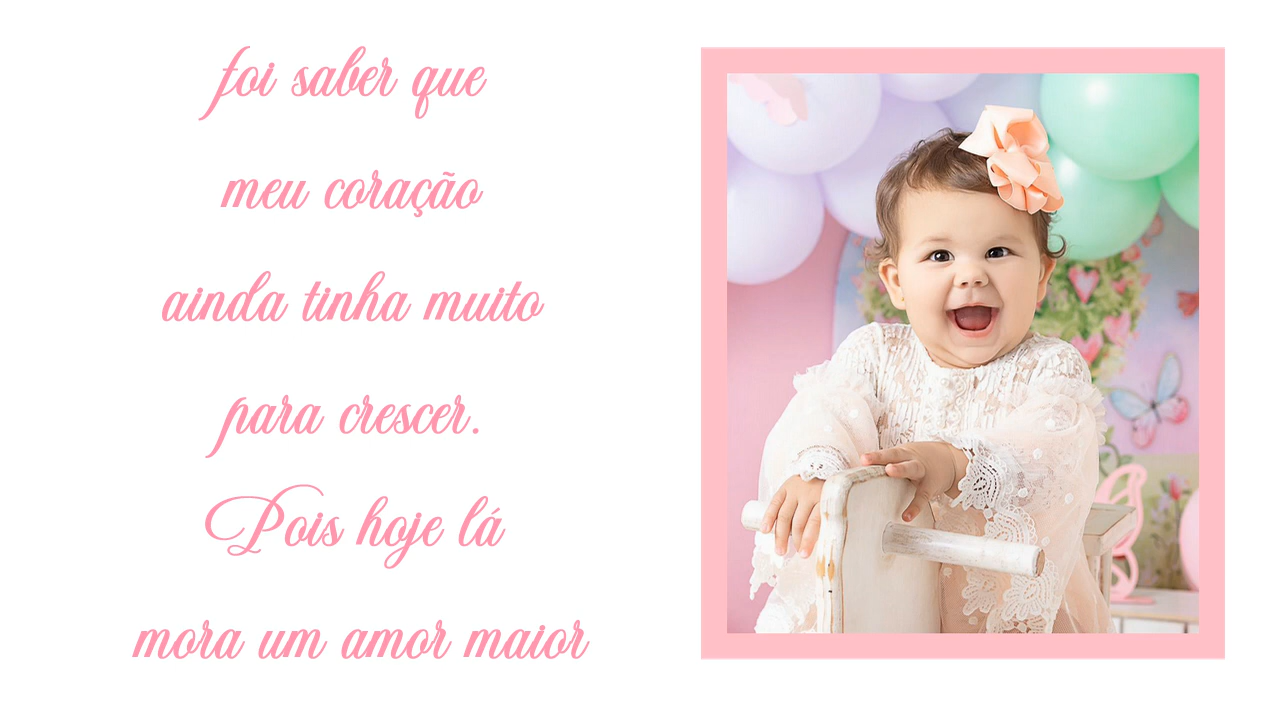 foi saber que
meu coração
ainda tinha muito
para crescer.
Pois hoje lá
mora um amor maior